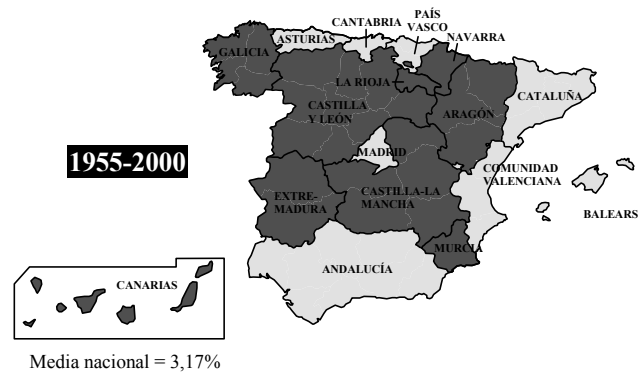 PAÍS
VASCO
CANTABRIA
ASTURIAS
NAVARRA
GALICIA
LA RIOJA
CATALUÑA
CASTILLA
Y LEÓN
ARAGÓN
1955-2000
MADRID
COMUNIDAD
VALENCIANA
EXTRE-
MADURA
CASTILLA-LA
MANCHA
BALEARS
MURCIA
ANDALUCÍA
CANARIAS
Media nacional = 3,17%